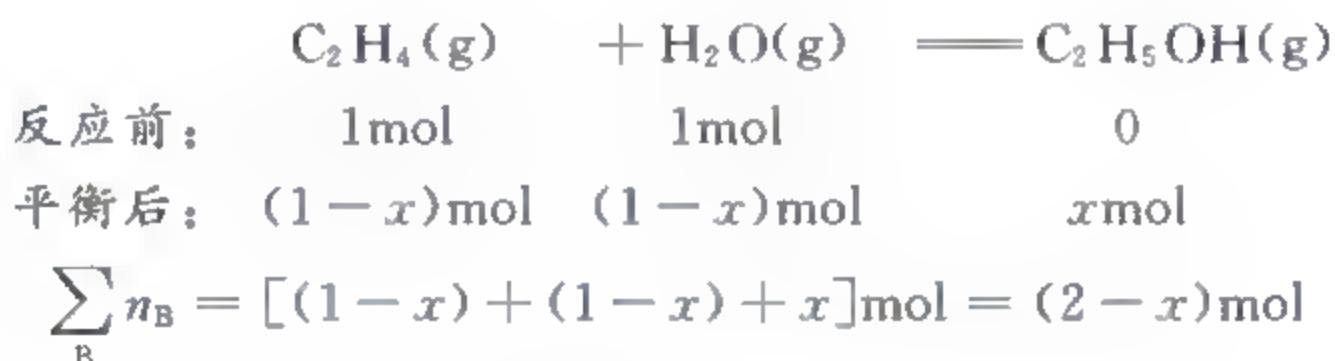 C₂H₄(g) + H₂O(g) ══ C₂H₅OH(g)
反应前： 1mol 1mol 0
平衡后： (1－x)mol (1－x)mol xmol
∑_B n_B = [(1－x)+(1－x)+x]mol = (2－x)mol